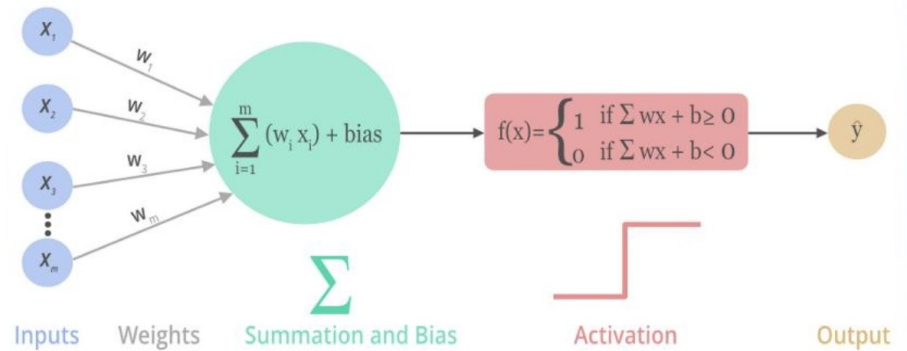 X₁
W₁
X₂
W₂
X₃
W₃
Xₘ
Wₘ
m
∑ (wᵢ xᵢ) + bias
i=1
f(x)= { 1 if ∑ wx + b ≥ 0
0 if ∑ wx + b < 0
ŷ
∑
Inputs Weights Summation and Bias Activation Output